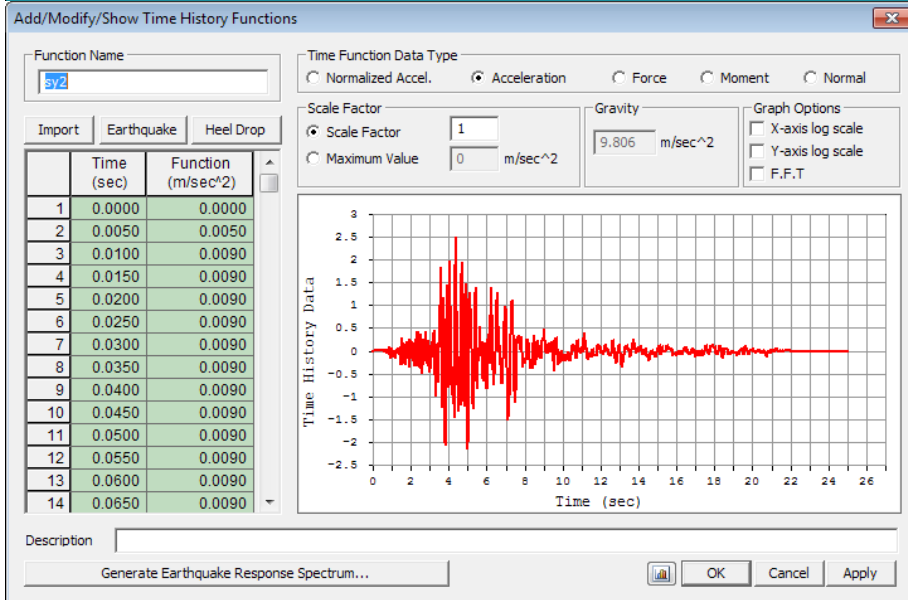 Add/Modify/Show Time History Functions
Function Name
sy2
Time Function Data Type
Normalized Accel. Acceleration Force Moment Normal
Import Earthquake Heel Drop
Scale Factor
Scale Factor 1
Maximum Value 0 m/sec^2
Gravity
9.806 m/sec^2
Graph Options
X-axis log scale
Y-axis log scale
F.F.T
Time (sec) Function (m/sec^2)
1 0.0000 0.0000
2 0.0050 0.0050
3 0.0100 0.0090
4 0.0150 0.0090
5 0.0200 0.0090
6 0.0250 0.0090
7 0.0300 0.0090
8 0.0350 0.0090
9 0.0400 0.0090
10 0.0450 0.0090
11 0.0500 0.0090
12 0.0550 0.0090
13 0.0600 0.0090
14 0.0650 0.0090
Time History Data
3
2.5
2
1.5
1
0.5
0
-0.5
-1
-1.5
-2
-2.5
0 2 4 6 8 10 12 14 16 18 20 22 24 26
Time (sec)
Description
Generate Earthquake Response Spectrum... OK Cancel Apply